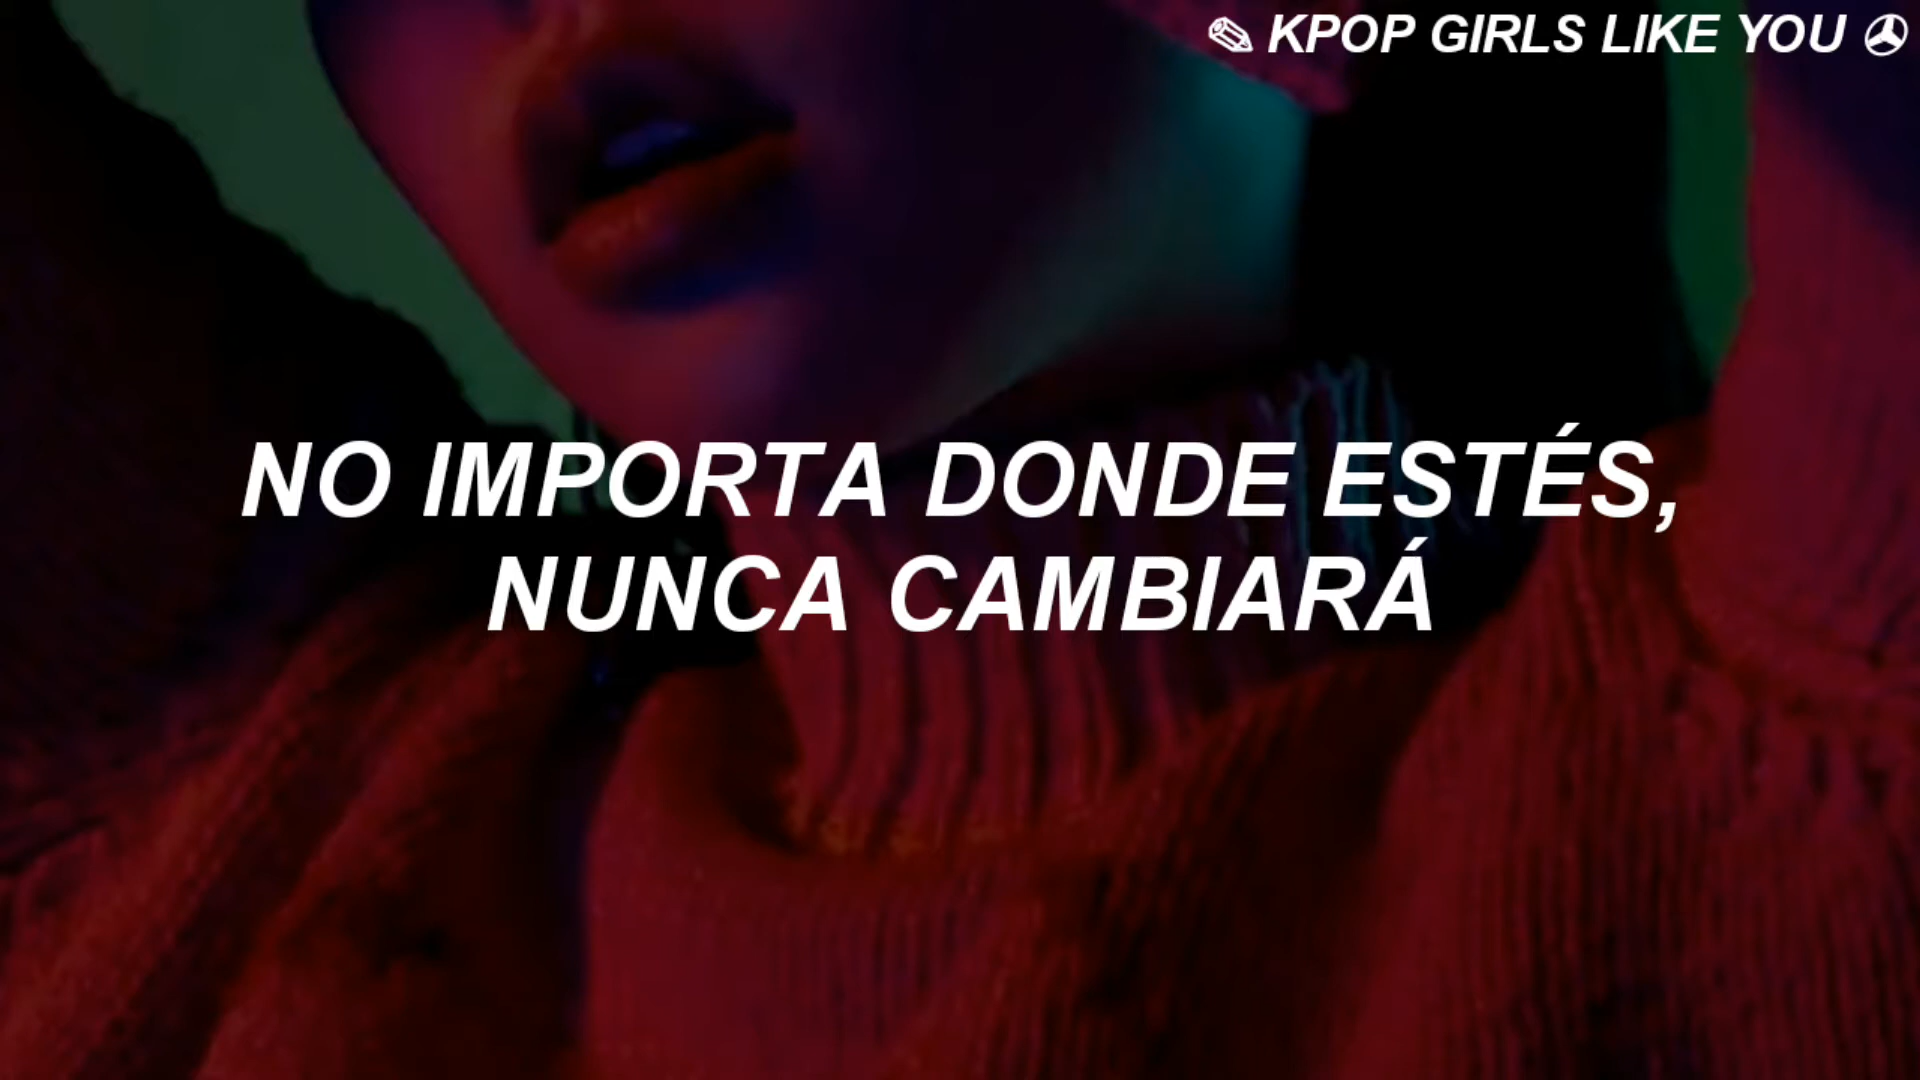 ✎ KPOP GIRLS LIKE YOU ✇
NO IMPORTA DONDE ESTÉS,
NUNCA CAMBIARÁ